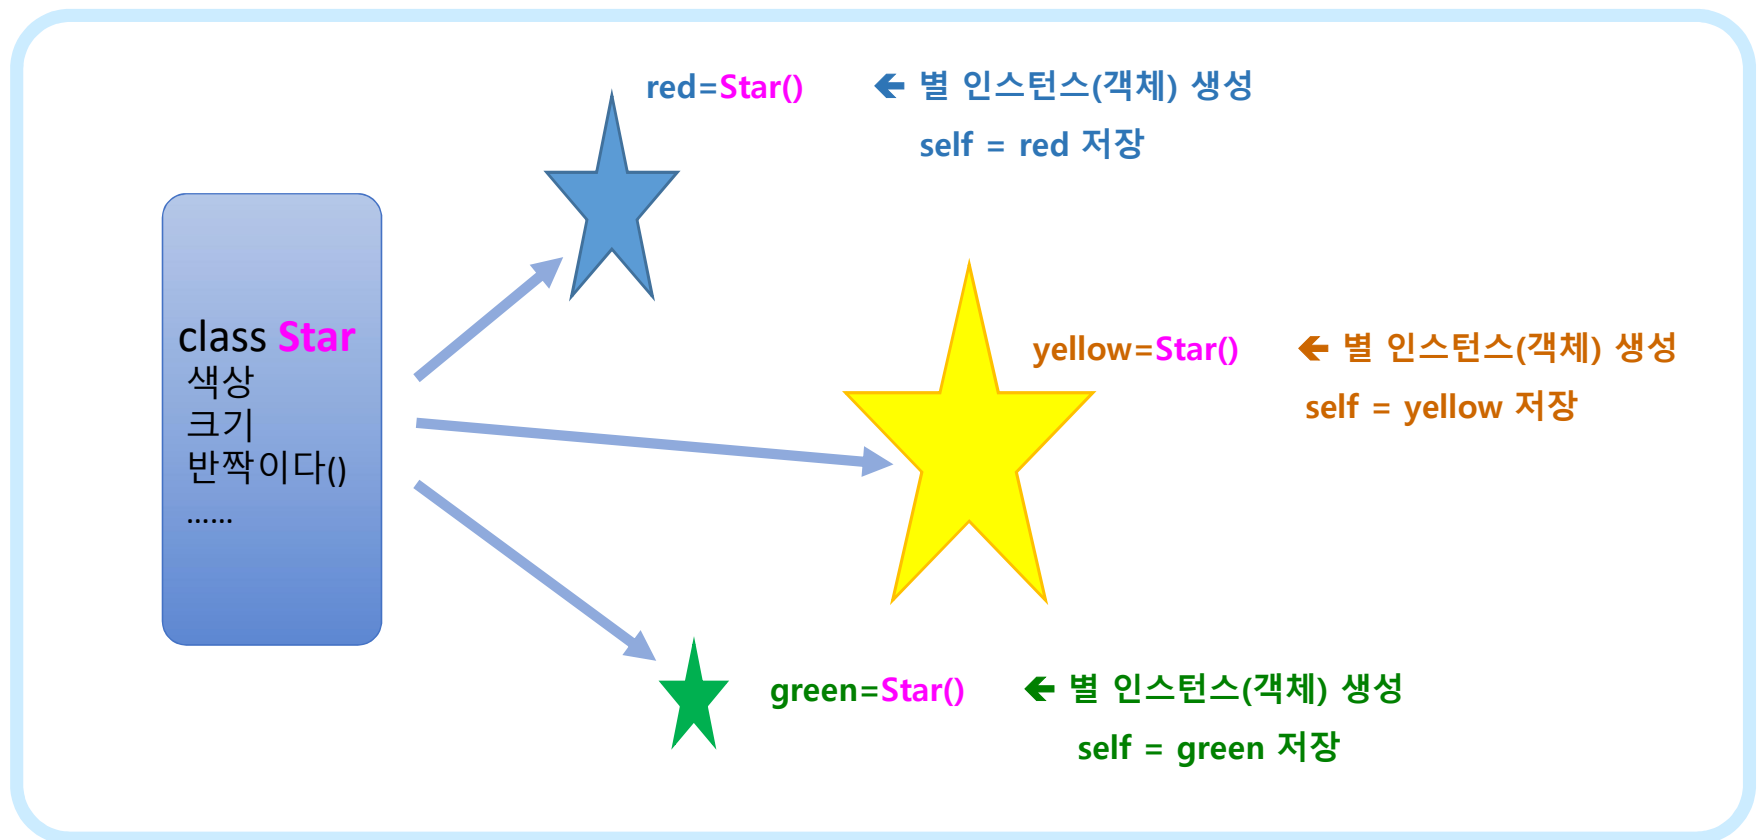 class Star
색상
크기
반짝이다()
......
red=Star() 🡸 별 인스턴스(객체) 생성
self = red 저장
yellow=Star() 🡸 별 인스턴스(객체) 생성
self = yellow 저장
green=Star() 🡸 별 인스턴스(객체) 생성
self = green 저장